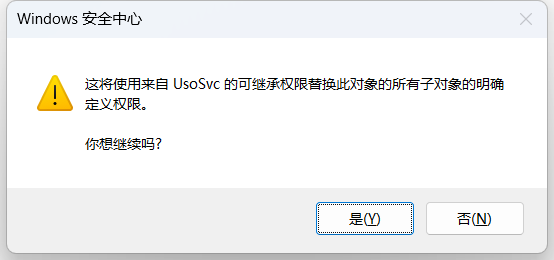 Windows 安全中心
这将使用来自 UsoSvc 的可继承权限替换此对象的所有子对象的明确
定义权限。
你想继续吗?
是(Y)
否(N)